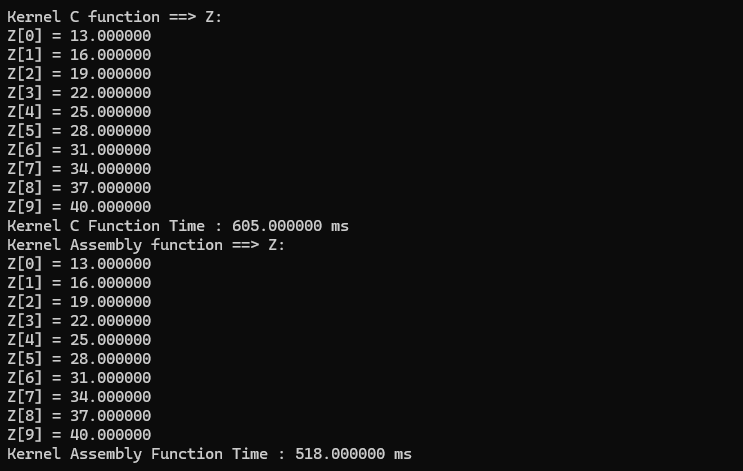 Kernel C function ==> Z:
Z[0] = 13.000000
Z[1] = 16.000000
Z[2] = 19.000000
Z[3] = 22.000000
Z[4] = 25.000000
Z[5] = 28.000000
Z[6] = 31.000000
Z[7] = 34.000000
Z[8] = 37.000000
Z[9] = 40.000000
Kernel C Function Time : 605.000000 ms
Kernel Assembly function ==> Z:
Z[0] = 13.000000
Z[1] = 16.000000
Z[2] = 19.000000
Z[3] = 22.000000
Z[4] = 25.000000
Z[5] = 28.000000
Z[6] = 31.000000
Z[7] = 34.000000
Z[8] = 37.000000
Z[9] = 40.000000
Kernel Assembly Function Time : 518.000000 ms